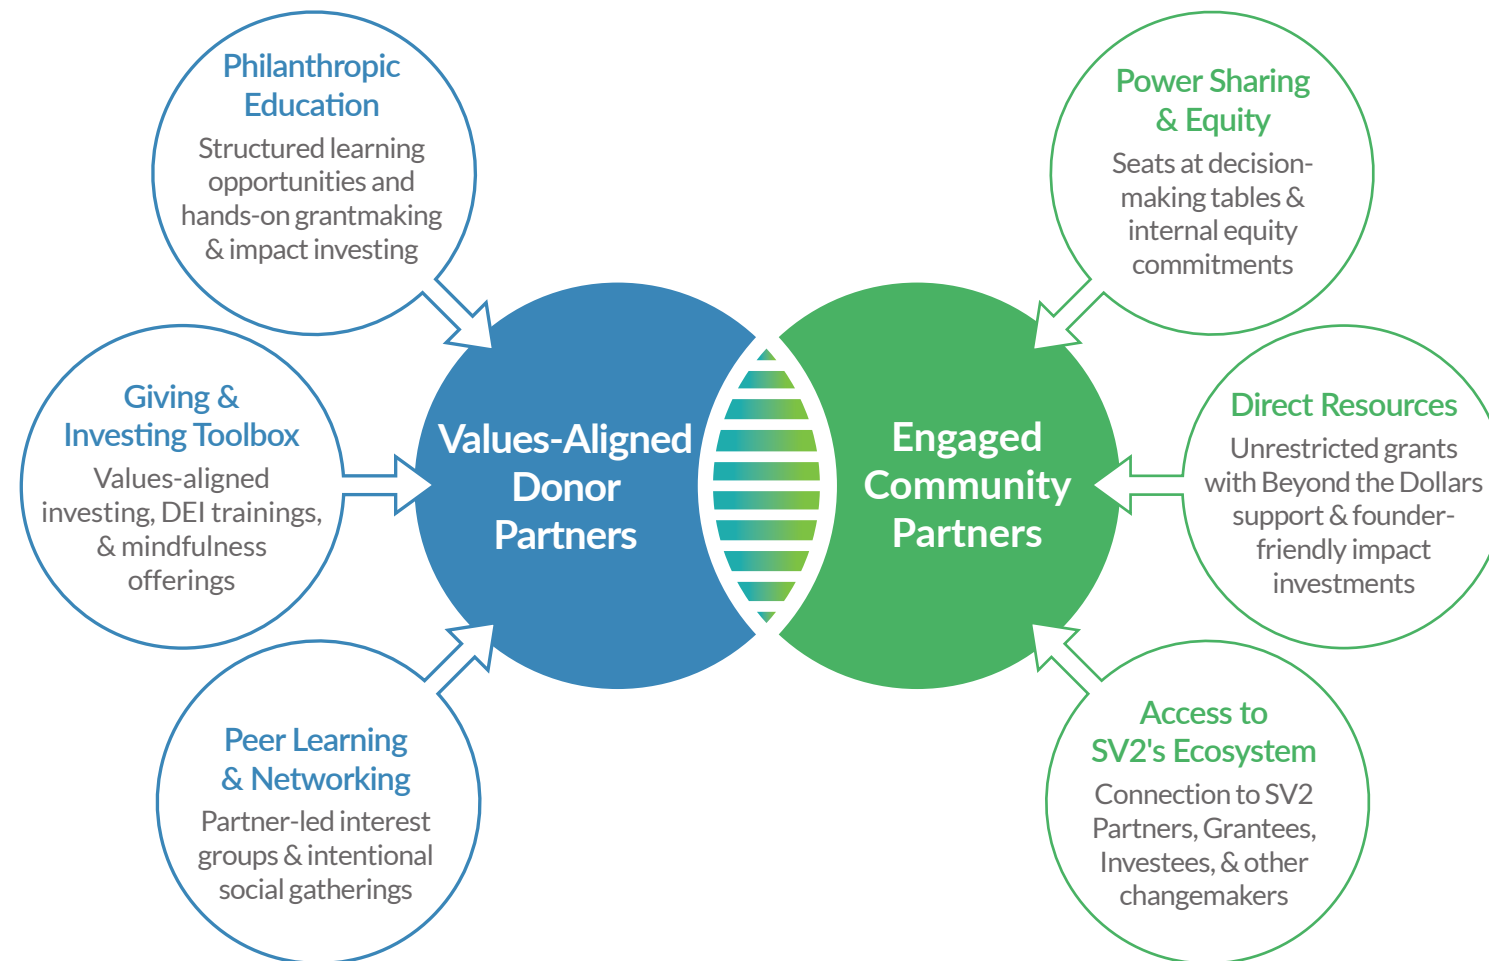 Philanthropic
Education
Structured learning
opportunities and
hands-on grantmaking
& impact investing
Giving &
Investing Toolbox
Values-aligned
investing, DEI trainings,
& mindfulness
offerings
Peer Learning
& Networking
Partner-led interest
groups & intentional
social gatherings
Values-Aligned
Donor
Partners
Engaged
Community
Partners
Power Sharing
& Equity
Seats at decision-
making tables &
internal equity
commitments
Direct Resources
Unrestricted grants
with Beyond the Dollars
support & founder-
friendly impact
investments
Access to
SV2's Ecosystem
Connection to SV2
Partners, Grantees,
Investees, & other
changemakers